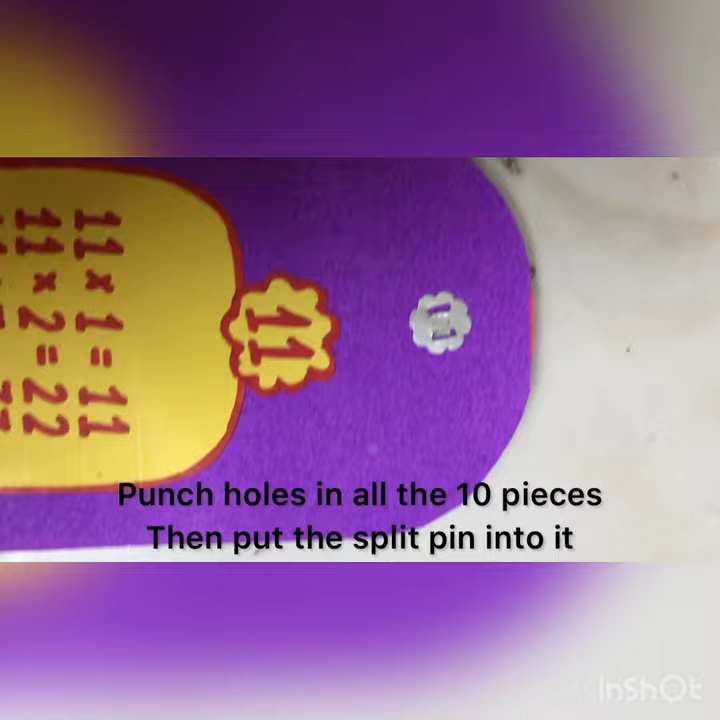 11
11 x 1 = 11
11 x 2 = 22
Punch holes in all the 10 pieces
Then put the split pin into it
InShOt